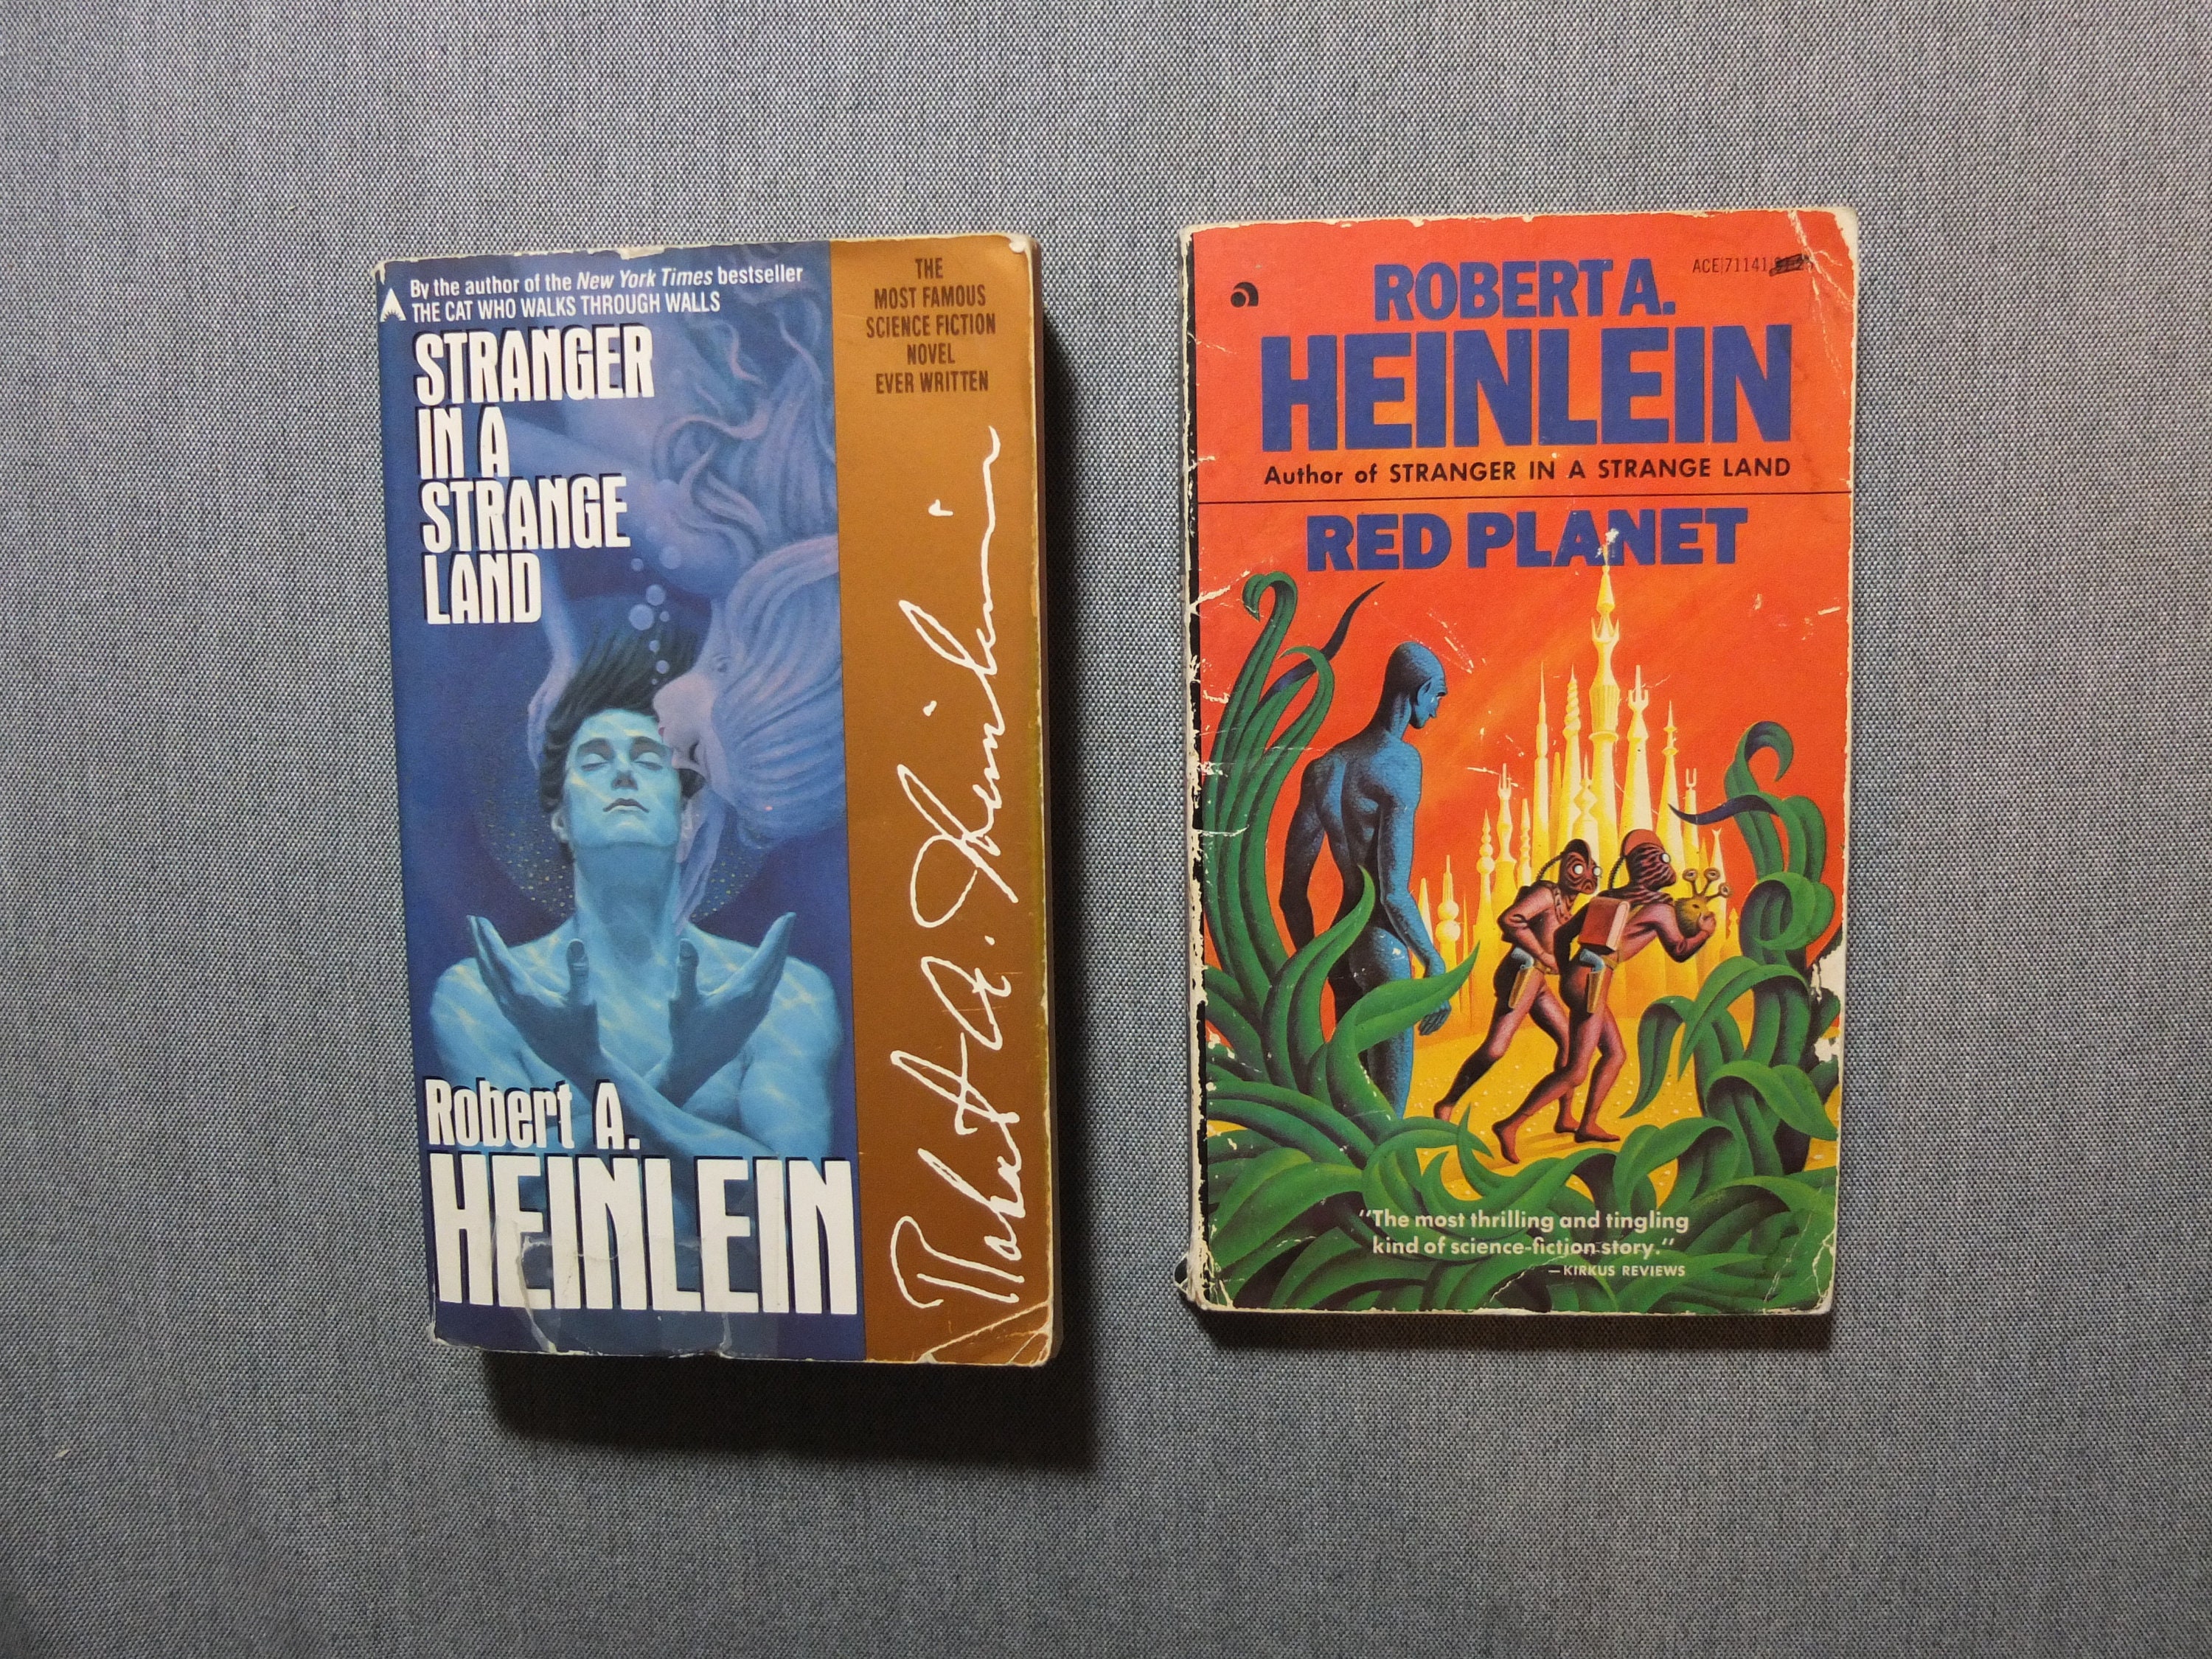 By the author of the New York Times bestseller
THE CAT WHO WALKS THROUGH WALLS
STRANGER
IN A
STRANGE
LAND
Robert A.
HEINLEIN
THE
MOST FAMOUS
SCIENCE FICTION
NOVEL
EVER WRITTEN
Robert A. Heinlein
ROBERT A.
ACE/71141
HEINLEIN
Author of STRANGER IN A STRANGE LAND
RED PLANET
"The most thrilling and tingling
kind of science-fiction story."
—KIRKUS REVIEWS